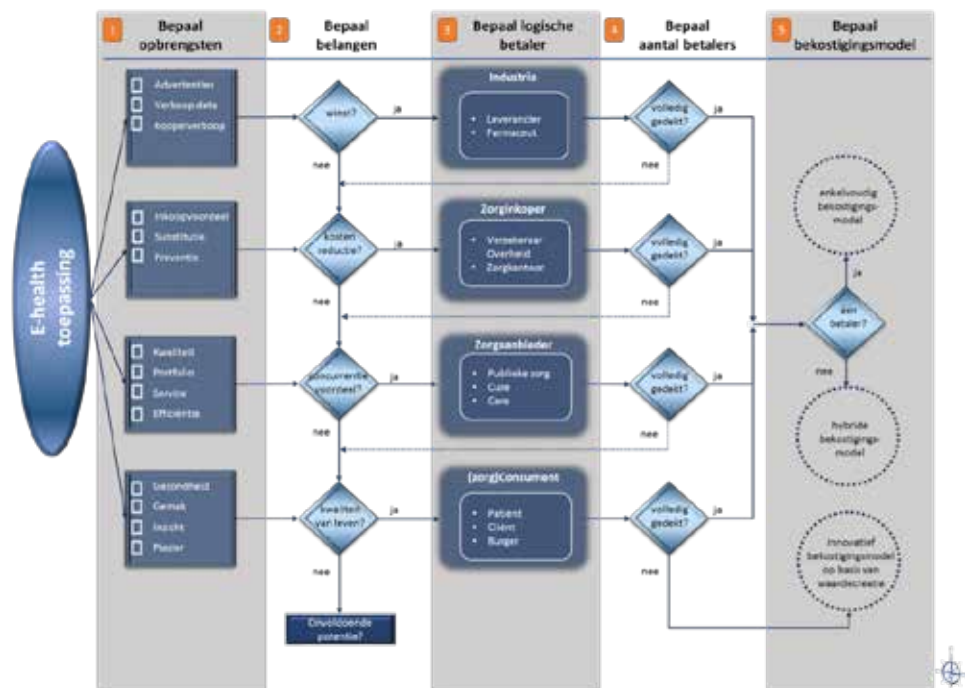 1
Bepaal
opbrengsten
2
Bepaal
belangen
3
Bepaal logische
betaler
4
Bepaal
aantal betalers
5
Bepaal
bekostigingsmodel
E-health
toepassing
Advertenties
Verkoop data
Koopverkoop
winst?
ja
nee
Industrie
Leverancier
Farmaceut
volledig
gedekt?
ja
nee
Inkoopvoordeel
Substitutie
Preventie
kosten
reductie?
ja
nee
Zorginkoper
Verzekeraar
Overheid
Zorgkantoor
volledig
gedekt?
ja
nee
Kwaliteit
Portfolio
Service
Efficiëntie
concurrentie
voordeel?
ja
nee
Zorgaanbieder
Publieke zorg
Cure
Care
volledig
gedekt?
ja
nee
Gezondheid
Gemak
Inzicht
Plezier
kwaliteit
van leven?
ja
nee
(zorg)Consument
Patiënt
Cliënt
Burger
volledig
gedekt?
ja
nee
Onvoldoende
potentie?
enkelvoudig
bekostigings-
model
ja
één
betaler?
nee
hybride
bekostigings-
model
Innovatief
bekostigingsmodel
op basis van
waardecreatie